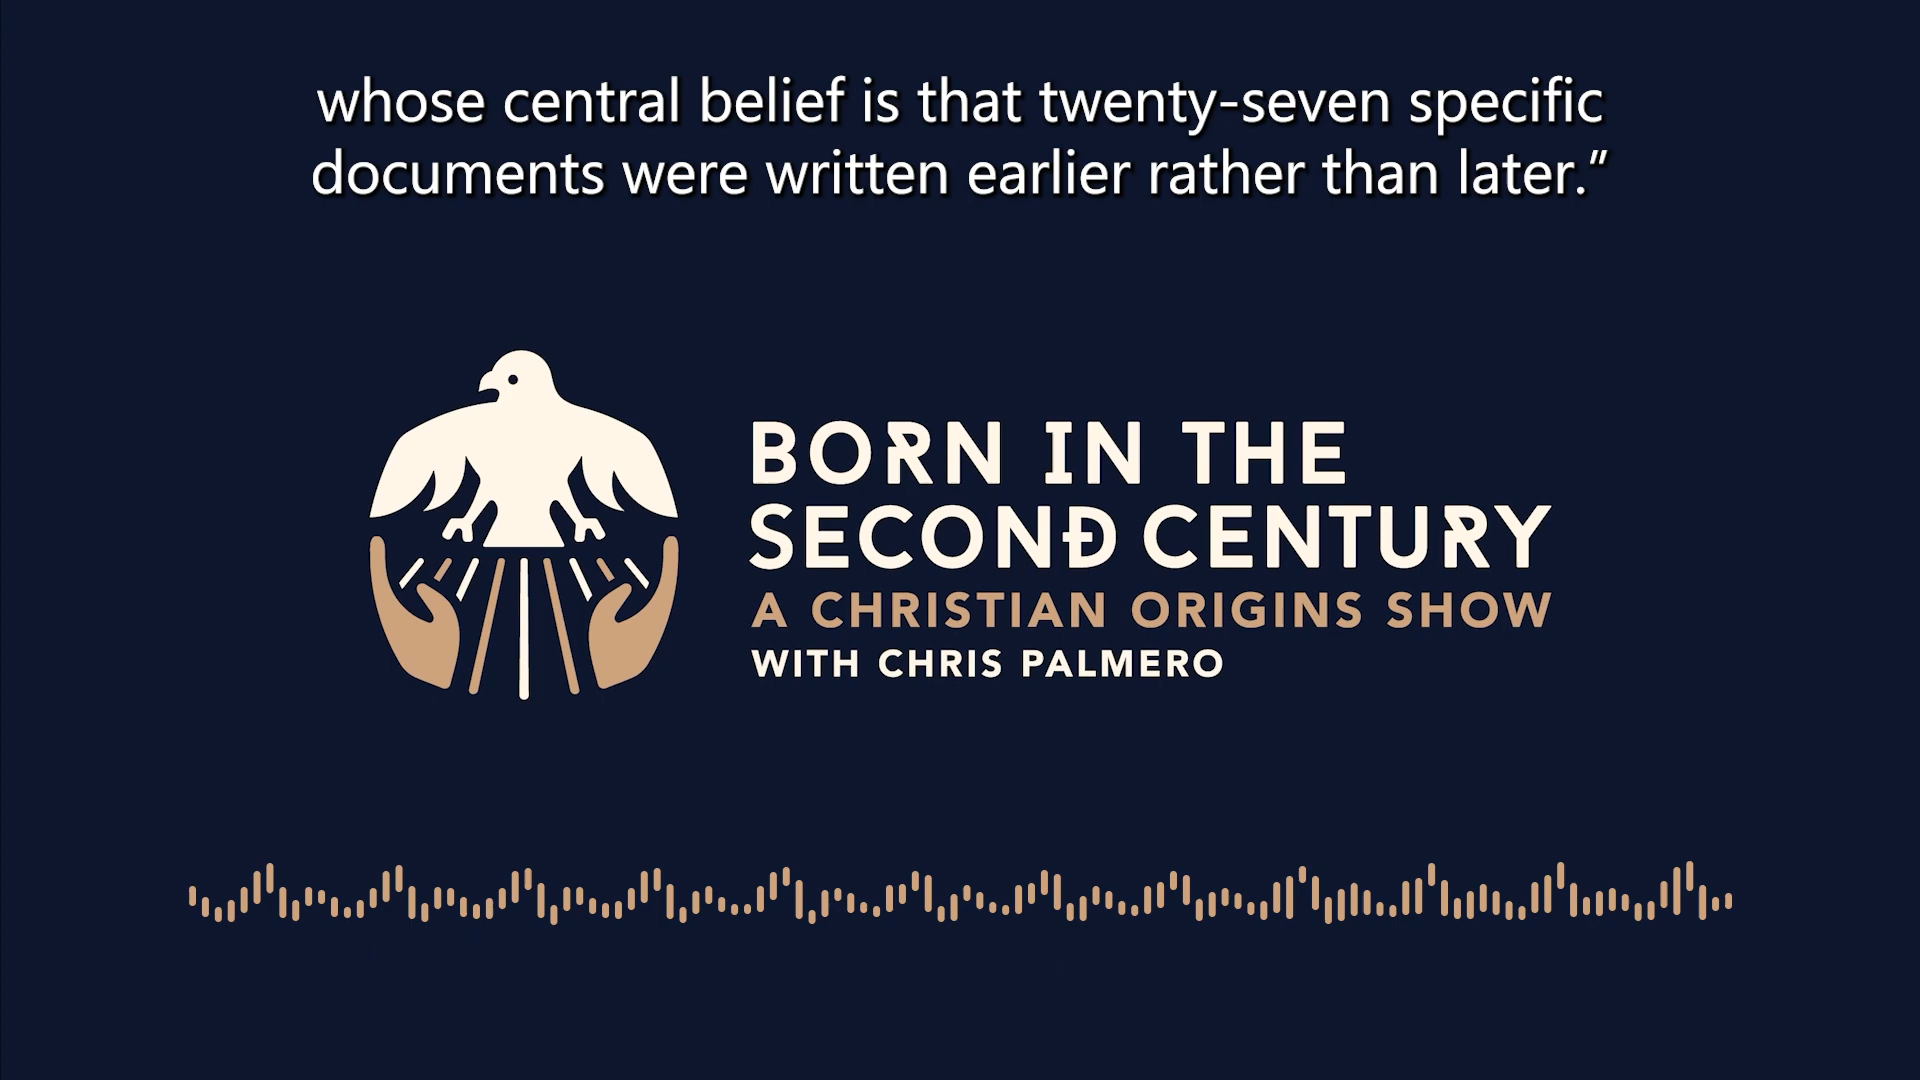 whose central belief is that twenty-seven specific
documents were written earlier rather than later.”
BORN IN THE
SECOND CENTURY
A CHRISTIAN ORIGINS SHOW
WITH CHRIS PALMERO